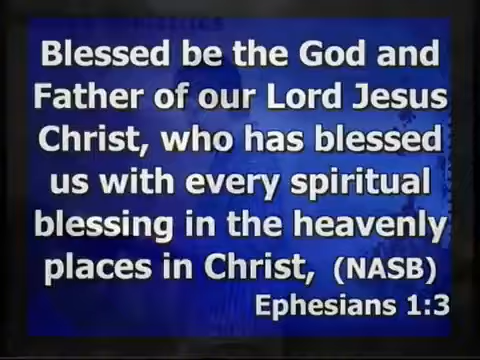 Blessed be the God and
Father of our Lord Jesus
Christ, who has blessed
us with every spiritual
blessing in the heavenly
places in Christ, (NASB)
Ephesians 1:3